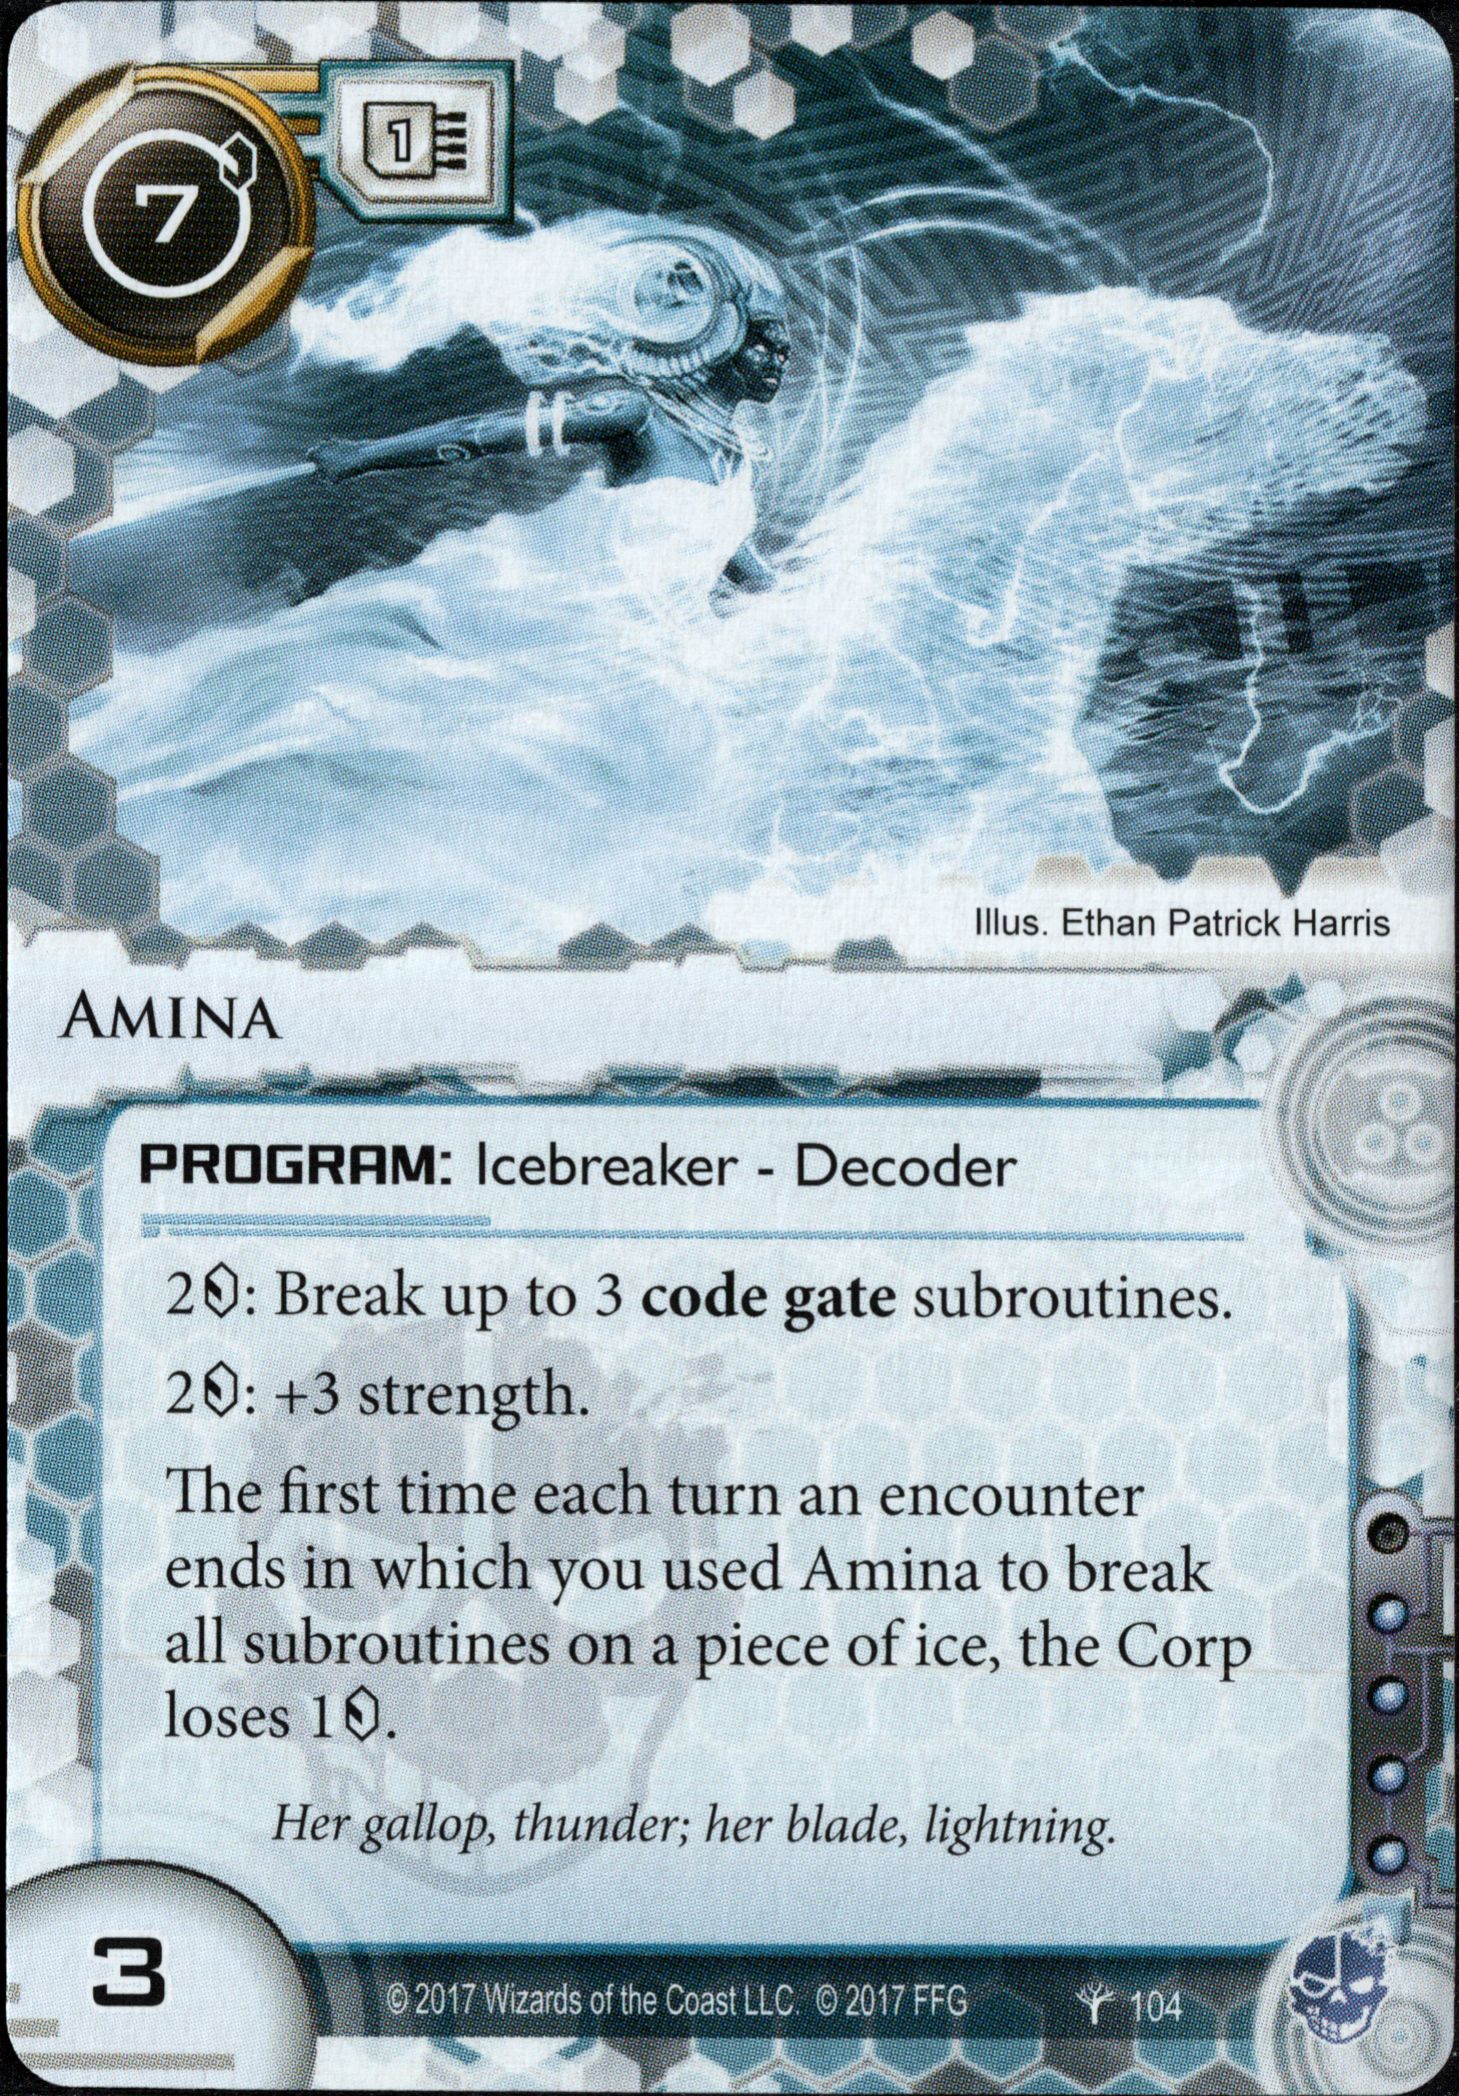 7
1
Illus. Ethan Patrick Harris
AMINA
PROGRAM: Icebreaker - Decoder
2: Break up to 3 code gate subroutines.
2: +3 strength.
The first time each turn an encounter
ends in which you used Amina to break
all subroutines on a piece of ice, the Corp
loses 1.
Her gallop, thunder; her blade, lightning.
3
© 2017 Wizards of the Coast LLC. © 2017 FFG 104